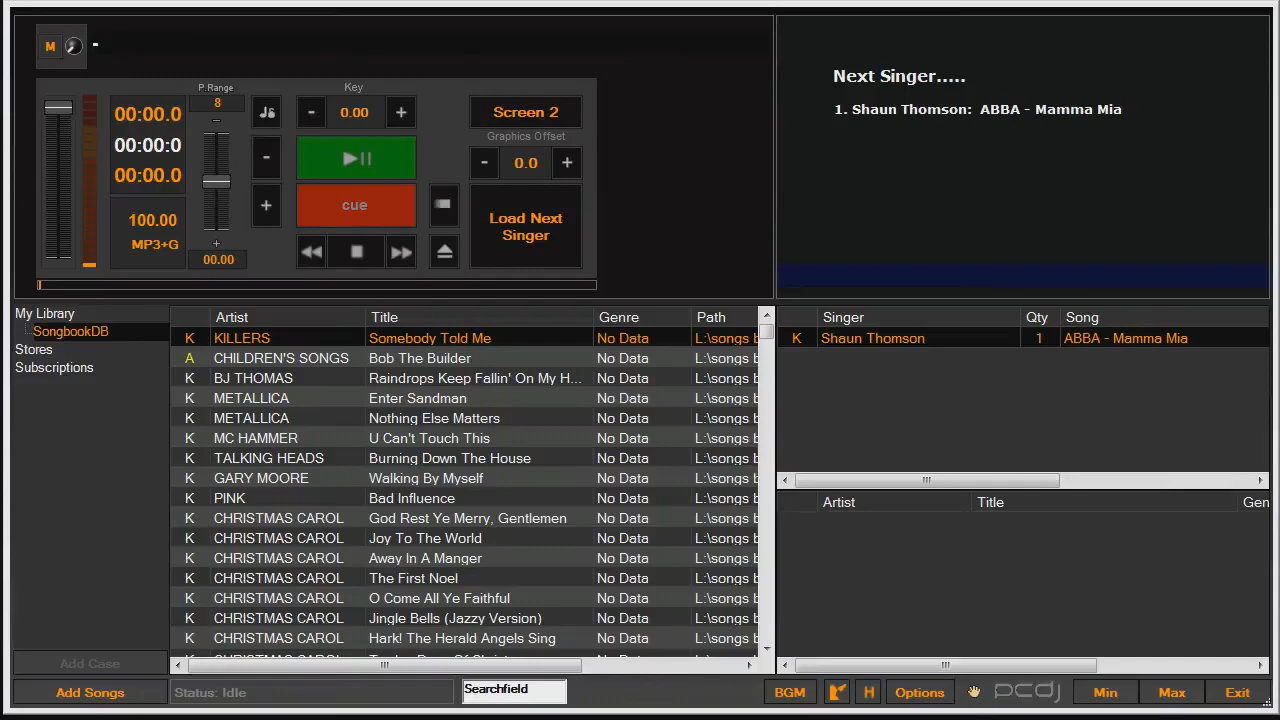 M -
P Range
8
Key
00:00.0
- 0.00 +
Screen 2
00:00:0
Graphics Offset
-
- 0.0 +
00:00.0
+
cue
Load Next
Singer
100.00
MP3+G
00.00
Next Singer.....
1. Shaun Thomson: ABBA - Mamma Mia
My Library
SongbookDB
Stores
Subscriptions
Artist Title Genre Path
K KILLERS Somebody Told Me No Data L:\songs b
A CHILDREN'S SONGS Bob The Builder No Data L:\songs b
K BJ THOMAS Raindrops Keep Fallin' On My H... No Data L:\songs b
K METALLICA Enter Sandman No Data L:\songs b
K METALLICA Nothing Else Matters No Data L:\songs b
K MC HAMMER U Can't Touch This No Data L:\songs b
K TALKING HEADS Burning Down The House No Data L:\songs b
K GARY MOORE Walking By Myself No Data L:\songs b
K PINK Bad Influence No Data L:\songs b
K CHRISTMAS CAROL God Rest Ye Merry, Gentlemen No Data L:\songs b
K CHRISTMAS CAROL Joy To The World No Data L:\songs b
K CHRISTMAS CAROL Away In A Manger No Data L:\songs b
K CHRISTMAS CAROL The First Noel No Data L:\songs b
K CHRISTMAS CAROL O Come All Ye Faithful No Data L:\songs b
K CHRISTMAS CAROL Jingle Bells (Jazzy Version) No Data L:\songs b
K CHRISTMAS CAROL Hark! The Herald Angels Sing No Data L:\songs b
Singer Qty Song
K Shaun Thomson 1 ABBA - Mamma Mia
Artist Title Gen
Add Case
Add Songs
Status: Idle
Searchfield
BGM
H
Options
pcdj
Min
Max
Exit